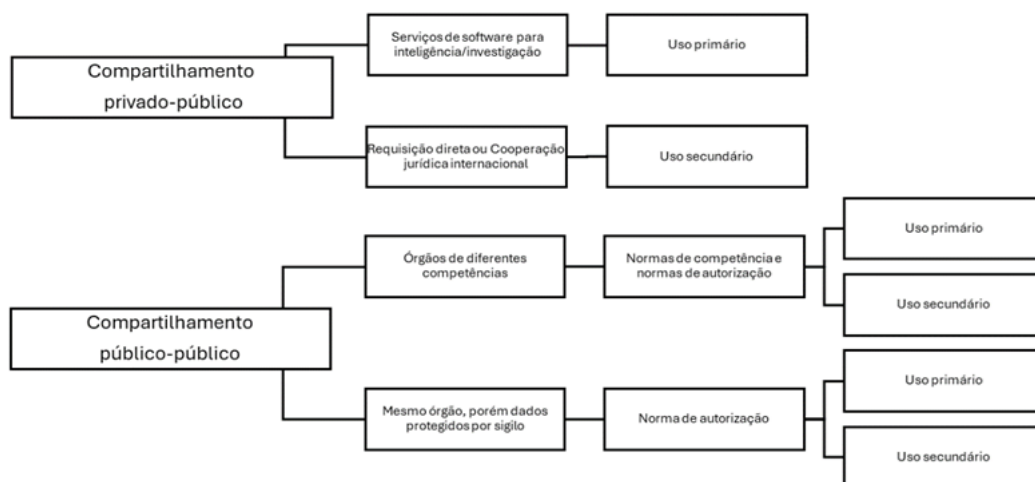 Serviços de software para
inteligência/investigação
Uso primário
Compartilhamento
privado-público
Requisição direta ou Cooperação
jurídica internacional
Uso secundário
Uso primário
Órgãos de diferentes
competências
Normas de competência e
normas de autorização
Uso secundário
Compartilhamento
público-público
Uso primário
Mesmo órgão, porém dados
protegidos por sigilo
Norma de autorização
Uso secundário